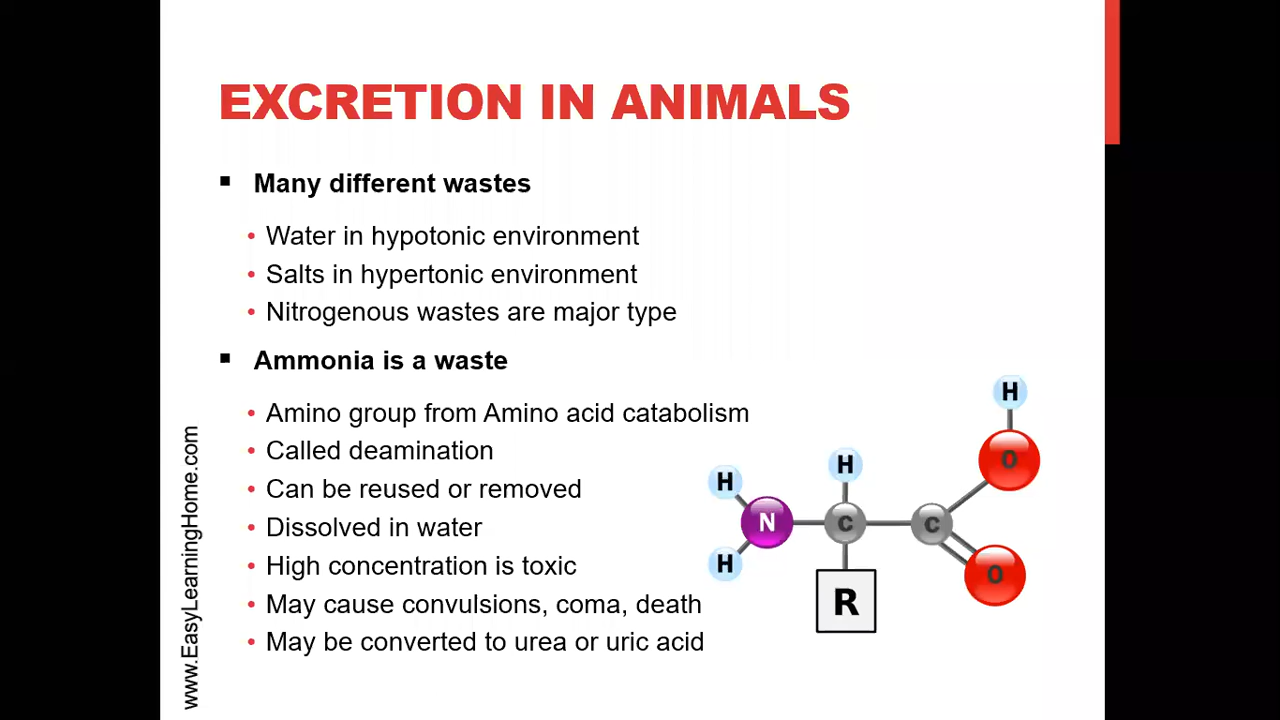 EXCRETION IN ANIMALS
Many different wastes
Water in hypotonic environment
Salts in hypertonic environment
Nitrogenous wastes are major type
Ammonia is a waste
Amino group from Amino acid catabolism
Called deamination
Can be reused or removed
Dissolved in water
High concentration is toxic
May cause convulsions, coma, death
May be converted to urea or uric acid
H
O
H
H
N
C
C
H
O
R
www.EasyLearningHome.com